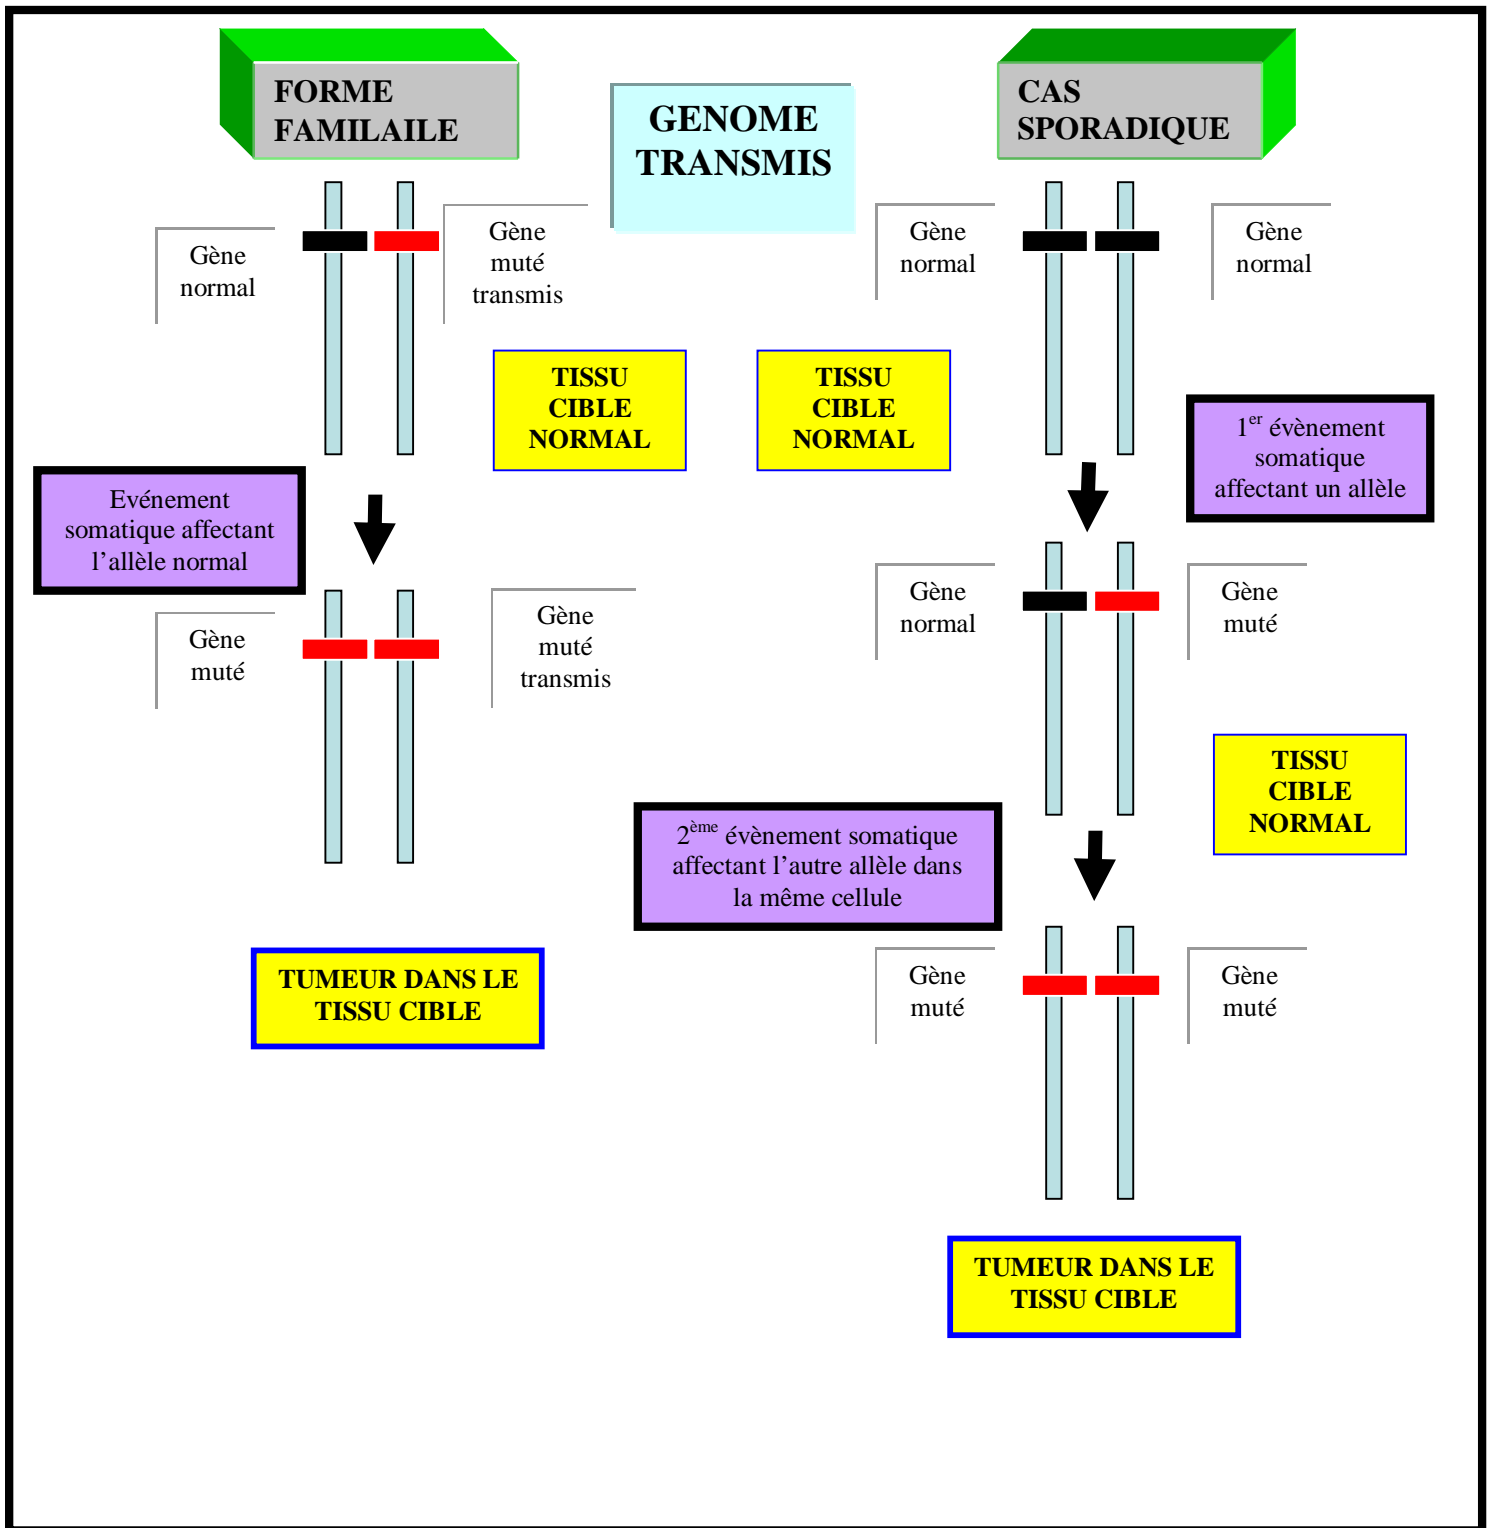 FORME
FAMILAILE
GENOME
TRANSMIS
CAS
SPORADIQUE
Gène
normal
Gène
muté
transmis
Gène
normal
Gène
normal
TISSU
CIBLE
NORMAL
TISSU
CIBLE
NORMAL
1er évènement
somatique
affectant un allèle
Evénement
somatique affectant
l’allèle normal
Gène
muté
Gène
muté
transmis
Gène
normal
Gène
muté
TISSU
CIBLE
NORMAL
2ème évènement somatique
affectant l’autre allèle dans
la même cellule
TUMEUR DANS LE
TISSU CIBLE
Gène
muté
Gène
muté
TUMEUR DANS LE
TISSU CIBLE